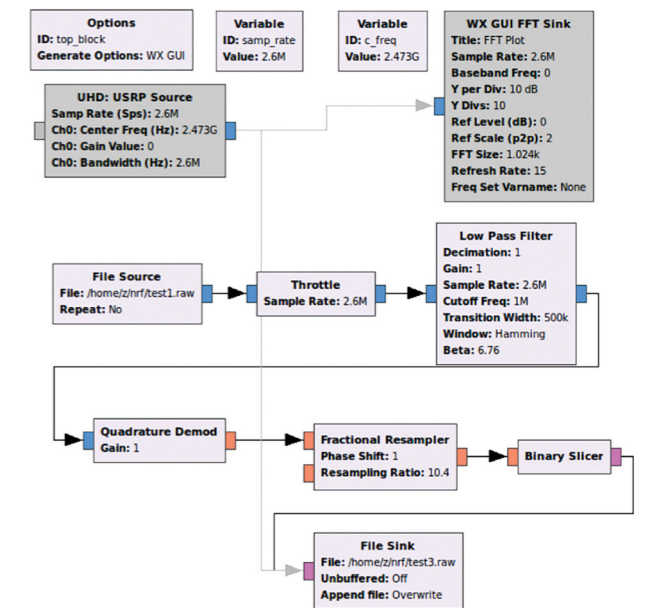 Options
ID: top_block
Generate Options: WX GUI
Variable
ID: samp_rate
Value: 2.6M
Variable
ID: c_freq
Value: 2.473G
WX GUI FFT Sink
Title: FFT Plot
Sample Rate: 2.6M
Baseband Freq: 0
Y per Div: 10 dB
Y Divs: 10
Ref Level (dB): 0
Ref Scale (p2p): 2
FFT Size: 1.024k
Refresh Rate: 15
Freq Set Varname: None
UHD: USRP Source
Samp Rate (Sps): 2.6M
Ch0: Center Freq (Hz): 2.473G
Ch0: Gain Value: 0
Ch0: Bandwidth (Hz): 2.6M
File Source
File: /home/z/nrf/test1.raw
Repeat: No
Throttle
Sample Rate: 2.6M
Low Pass Filter
Decimation: 1
Gain: 1
Sample Rate: 2.6M
Cutoff Freq: 1M
Transition Width: 500k
Window: Hamming
Beta: 6.76
Quadrature Demod
Gain: 1
Fractional Resampler
Phase Shift: 1
Resampling Ratio: 10.4
Binary Slicer
File Sink
File: /home/z/nrf/test3.raw
Unbuffered: Off
Append file: Overwrite